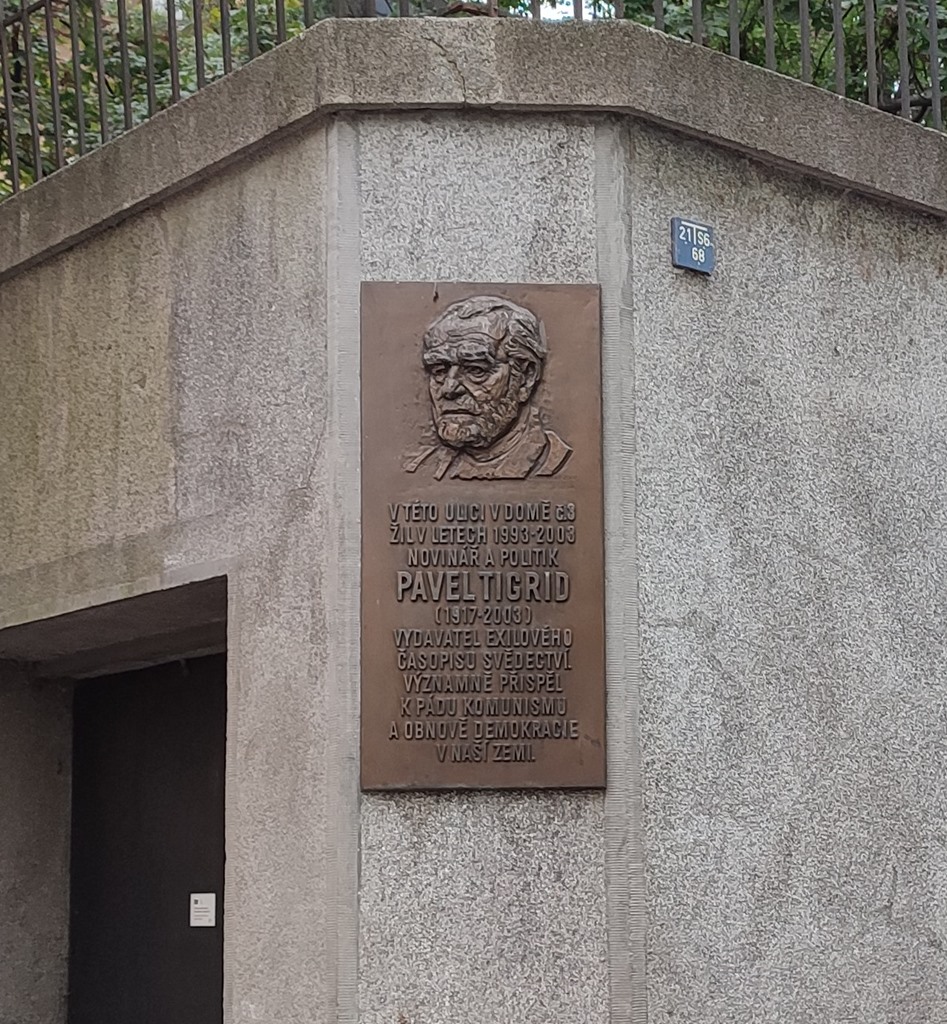 21 56
68
V TÉTO ULICI V DOMĚ č.3
ŽIL V LETECH 1993-2003
NOVINÁŘ A POLITIK
PAVEL TIGRID
(1917-2003)
VYDAVATEL EXILOVÉHO
ČASOPISU SVĚDECTVÍ
VÝZNAMNĚ PŘISPĚL
K PÁDU KOMUNISMU
A OBNOVĚ DEMOKRACIE
V NAŠÍ ZEMI.